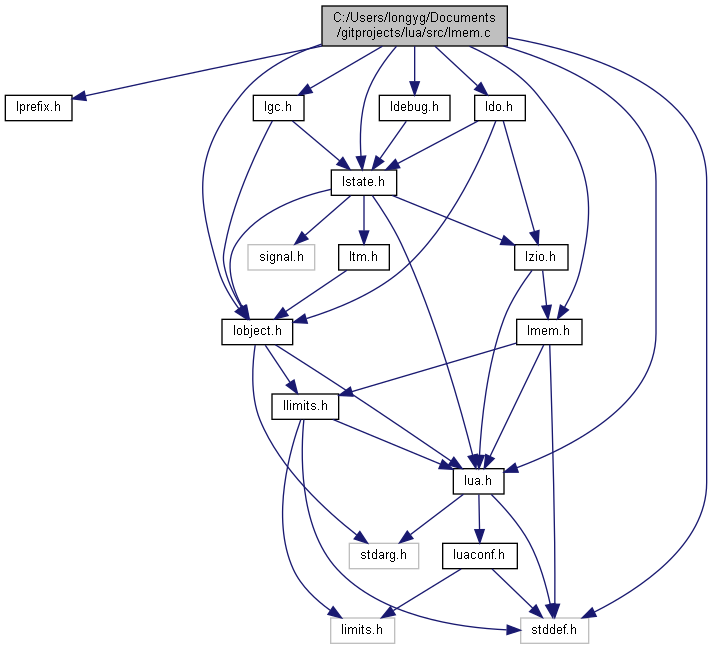 C:/Users/longyg/Documents
/gitprojects/lua/src/lmem.c
lprefix.h
lgc.h
ldebug.h
ldo.h
lstate.h
signal.h
ltm.h
lzio.h
lobject.h
lmem.h
llimits.h
lua.h
stdarg.h
luaconf.h
limits.h
stddef.h